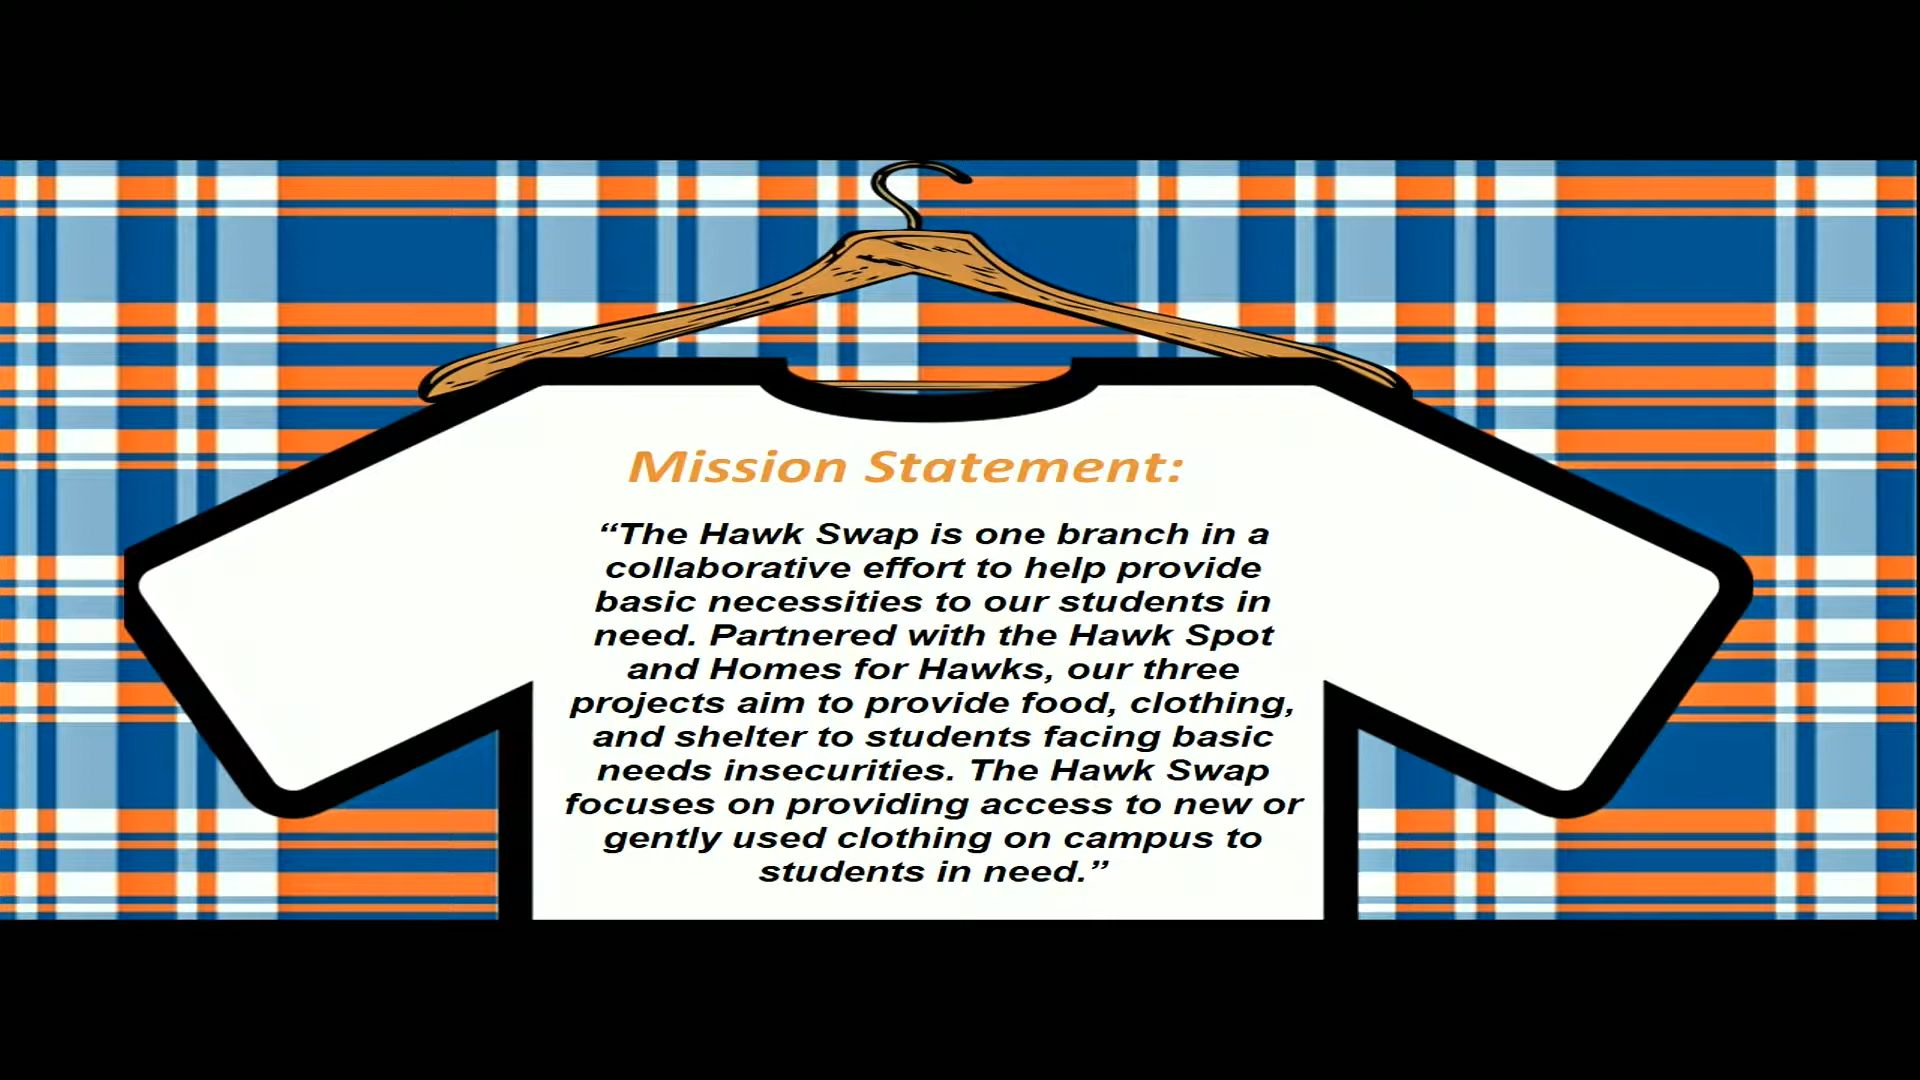 Mission Statement:
“The Hawk Swap is one branch in a
collaborative effort to help provide
basic necessities to our students in
need. Partnered with the Hawk Spot
and Homes for Hawks, our three
projects aim to provide food, clothing,
and shelter to students facing basic
needs insecurities. The Hawk Swap
focuses on providing access to new or
gently used clothing on campus to
students in need.”